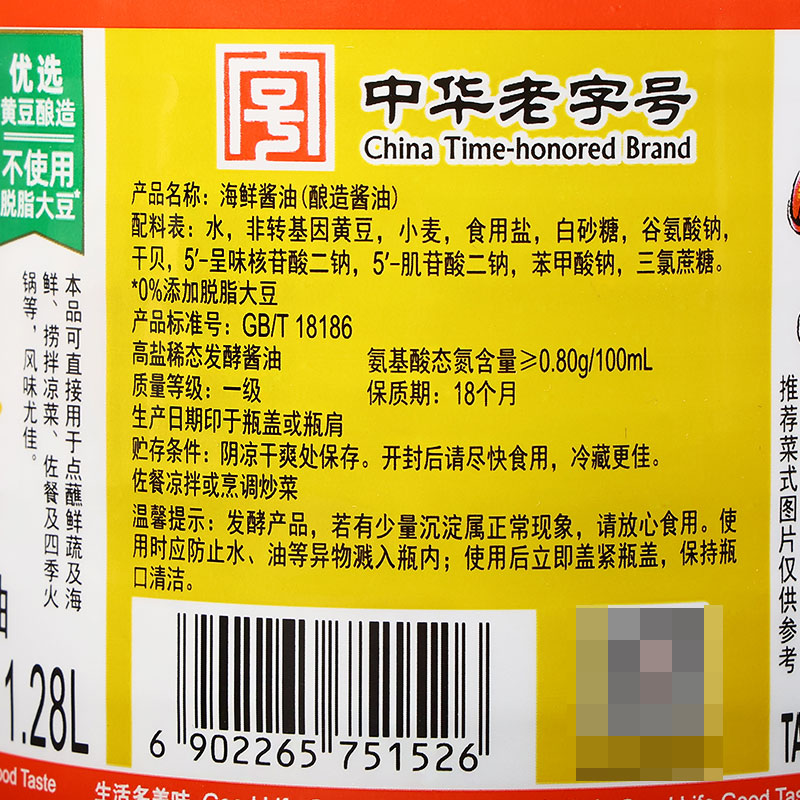 优选
黄豆酿造
不使用
脱脂大豆*
本品可直接用于点蘸鲜蔬及海
鲜、捞拌凉菜、佐餐及四季火
锅等，风味尤佳。
油
1.28L
ood Taste
中华老字号
China Time-honored Brand
产品名称：海鲜酱油(酿造酱油)
配料表：水，非转基因黄豆，小麦，食用盐，白砂糖，谷氨酸钠，
干贝，5′-呈味核苷酸二钠，5′-肌苷酸二钠，苯甲酸钠，三氯蔗糖。
*0%添加脱脂大豆
产品标准号：GB/T 18186
高盐稀态发酵酱油 氨基酸态氮含量≥0.80g/100mL
质量等级：一级 保质期：18个月
生产日期印于瓶盖或瓶肩
贮存条件：阴凉干爽处保存。开封后请尽快食用，冷藏更佳。
佐餐凉拌或烹调炒菜
温馨提示：发酵产品，若有少量沉淀属正常现象，请放心食用。使
用时应防止水、油等异物溅入瓶内；使用后立即盖紧瓶盖，保持瓶
口清洁。
6 902265 751526
生活多美味
Good Tas
推荐菜式图片仅供参考
TA